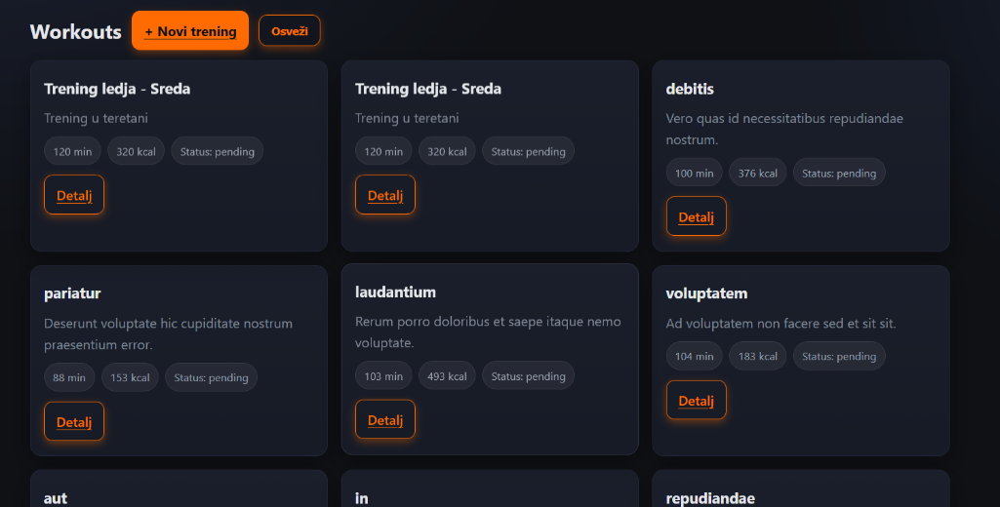 Workouts + Novi trening Osveži
Trening ledja - Sreda
Trening u teretani
120 min 320 kcal Status: pending
Detalj
Trening ledja - Sreda
Trening u teretani
120 min 320 kcal Status: pending
Detalj
debitis
Vero quas id necessitatibus repudiandae
nostrum.
100 min 376 kcal Status: pending
Detalj
pariatur
Deserunt voluptate hic cupiditate nostrum
praesentium error.
88 min 153 kcal Status: pending
Detalj
laudantium
Rerum porro doloribus et saepe itaque nemo
voluptate.
103 min 493 kcal Status: pending
Detalj
voluptatem
Ad voluptatem non facere sed et sit sit.
104 min 183 kcal Status: pending
Detalj
aut
in
repudiandae